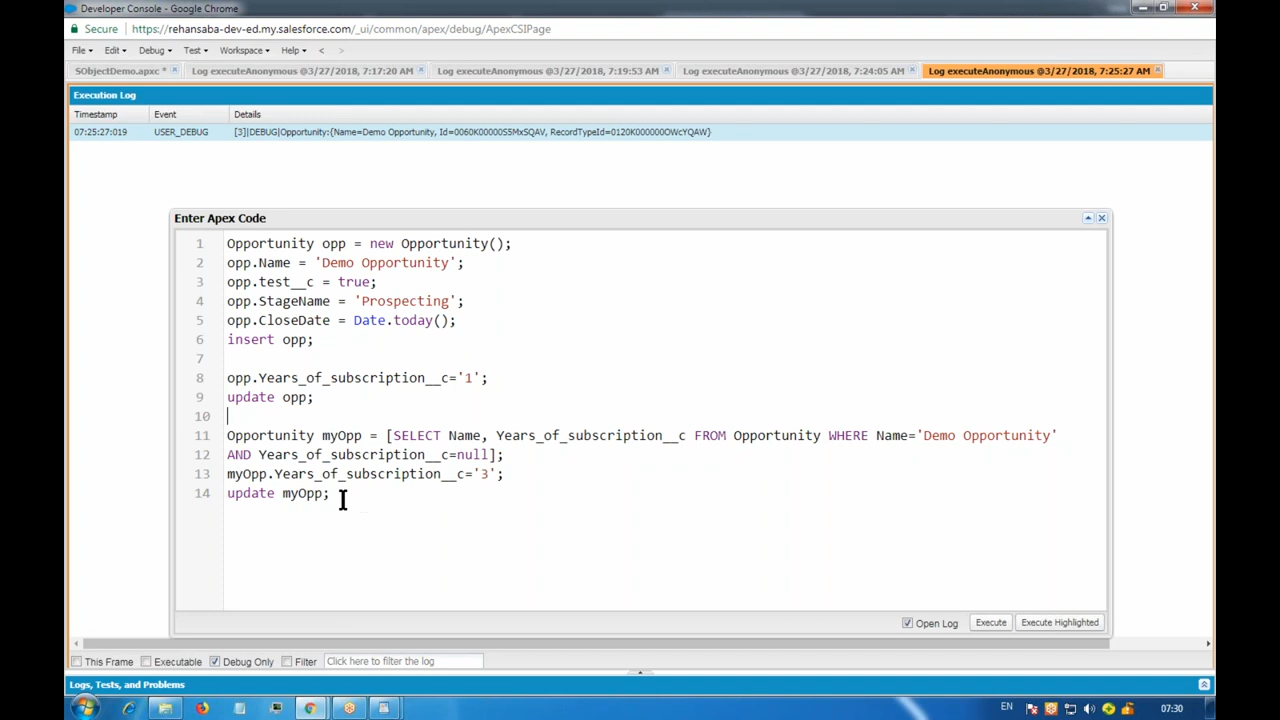 Developer Console - Google Chrome
Secure https://rehansaba-dev-ed.my.salesforce.com/_ui/common/apex/debug/ApexCSIPage
File Edit Debug Test Workspace Help < >
SObjectDemo.apxc * Log executeAnonymous @3/27/2018, 7:17:20 AM Log executeAnonymous @3/27/2018, 7:19:53 AM Log executeAnonymous @3/27/2018, 7:24:05 AM Log executeAnonymous @3/27/2018, 7:25:27 AM
Execution Log
Timestamp Event Details
07:25:27:019 USER_DEBUG [3]|DEBUG|Opportunity:{Name=Demo Opportunity, Id=0060K00000S5MxSQAV, RecordTypeId=0120K000000OWcYQAW}
Enter Apex Code
1 Opportunity opp = new Opportunity();
2 opp.Name = 'Demo Opportunity';
3 opp.test__c = true;
4 opp.StageName = 'Prospecting';
5 opp.CloseDate = Date.today();
6 insert opp;
7
8 opp.Years_of_subscription__c='1';
9 update opp;
10
11 Opportunity myOpp = [SELECT Name, Years_of_subscription__c FROM Opportunity WHERE Name='Demo Opportunity'
12 AND Years_of_subscription__c=null];
13 myOpp.Years_of_subscription__c='3';
14 update myOpp;
Open Log Execute Execute Highlighted
This Frame Executable Debug Only Filter Click here to filter the log
Logs, Tests, and Problems
EN 07:30